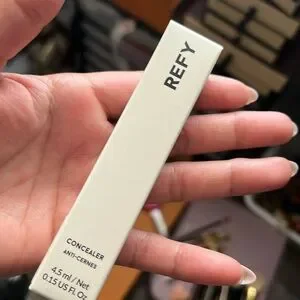 REFY
CONCEALER
ANTI-CERNES
4.5 ml / Net
0.15 US Fl. Oz